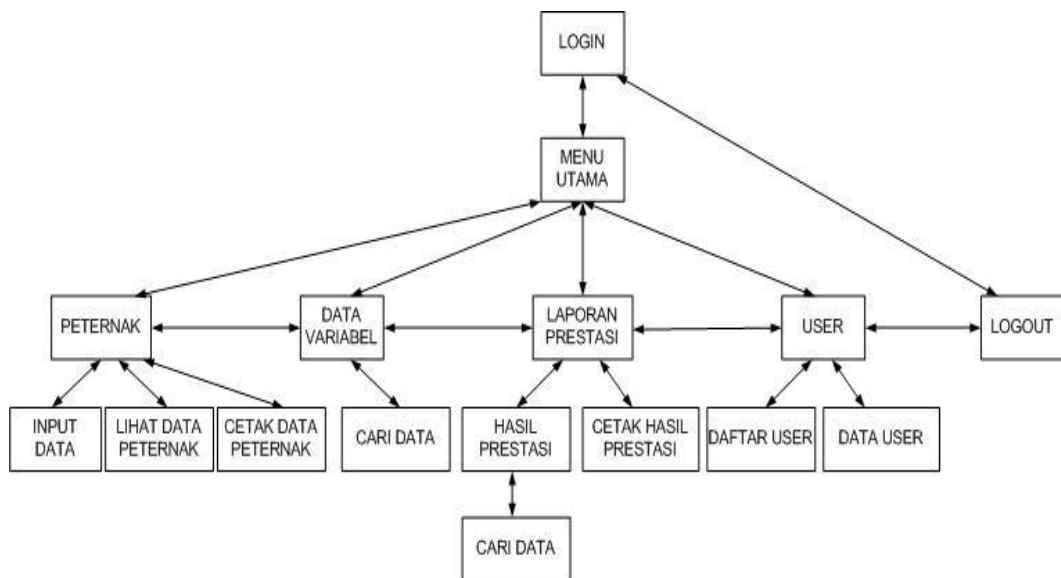 LOGIN
MENU
UTAMA
PETERNAK
DATA
VARIABEL
LAPORAN
PRESTASI
USER
LOGOUT
INPUT
DATA
LIHAT DATA
PETERNAK
CETAK DATA
PETERNAK
CARI DATA
HASIL
PRESTASI
CETAK HASIL
PRESTASI
DAFTAR USER
DATA USER
CARI DATA